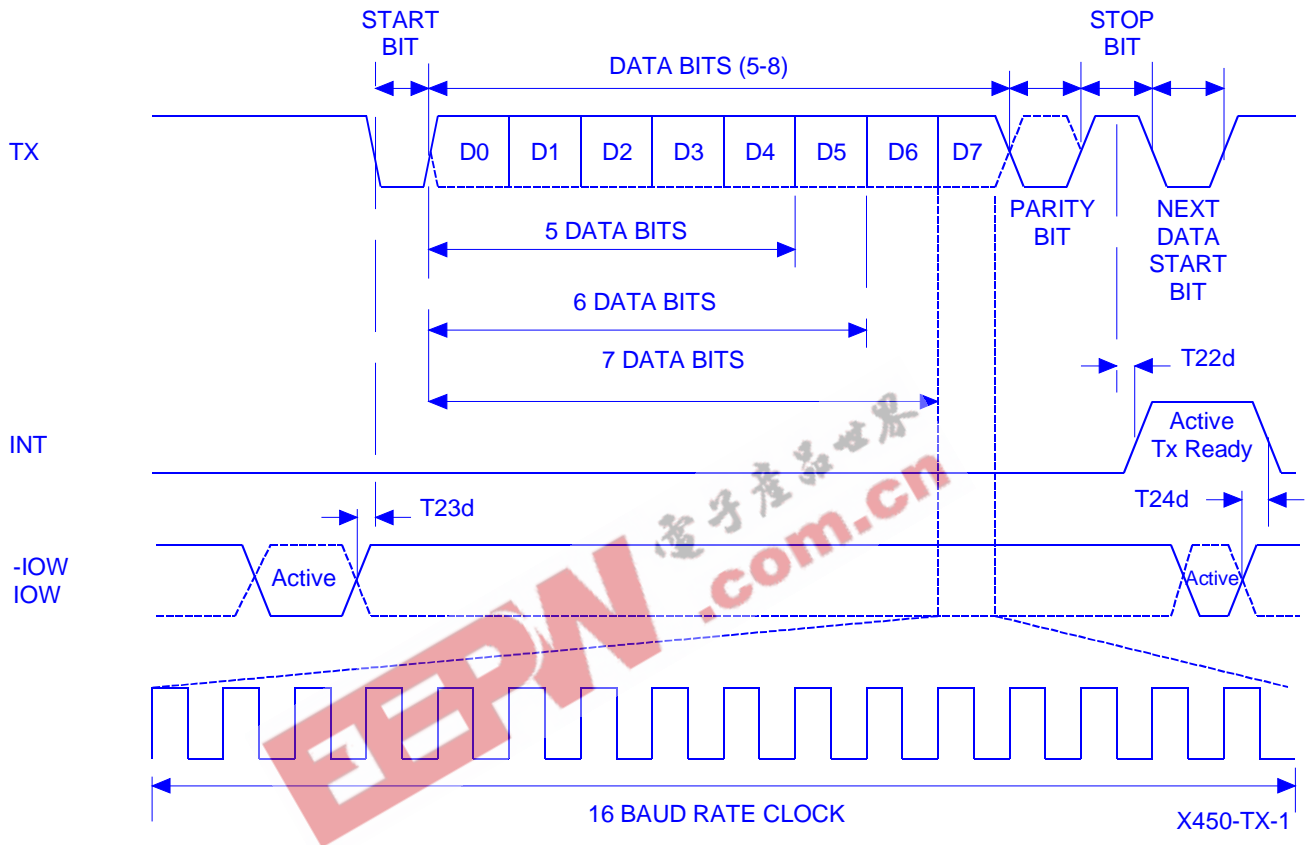 START
BIT
DATA BITS (5-8)
STOP
BIT
TX
D0 D1 D2 D3 D4 D5 D6 D7
PARITY
BIT
NEXT
DATA
START
BIT
5 DATA BITS
6 DATA BITS
7 DATA BITS
T22d
INT
Active
Tx Ready
T23d
T24d
-IOW
IOW
Active
Active
電子產品世界
EEPW
.com.cn
16 BAUD RATE CLOCK
X450-TX-1